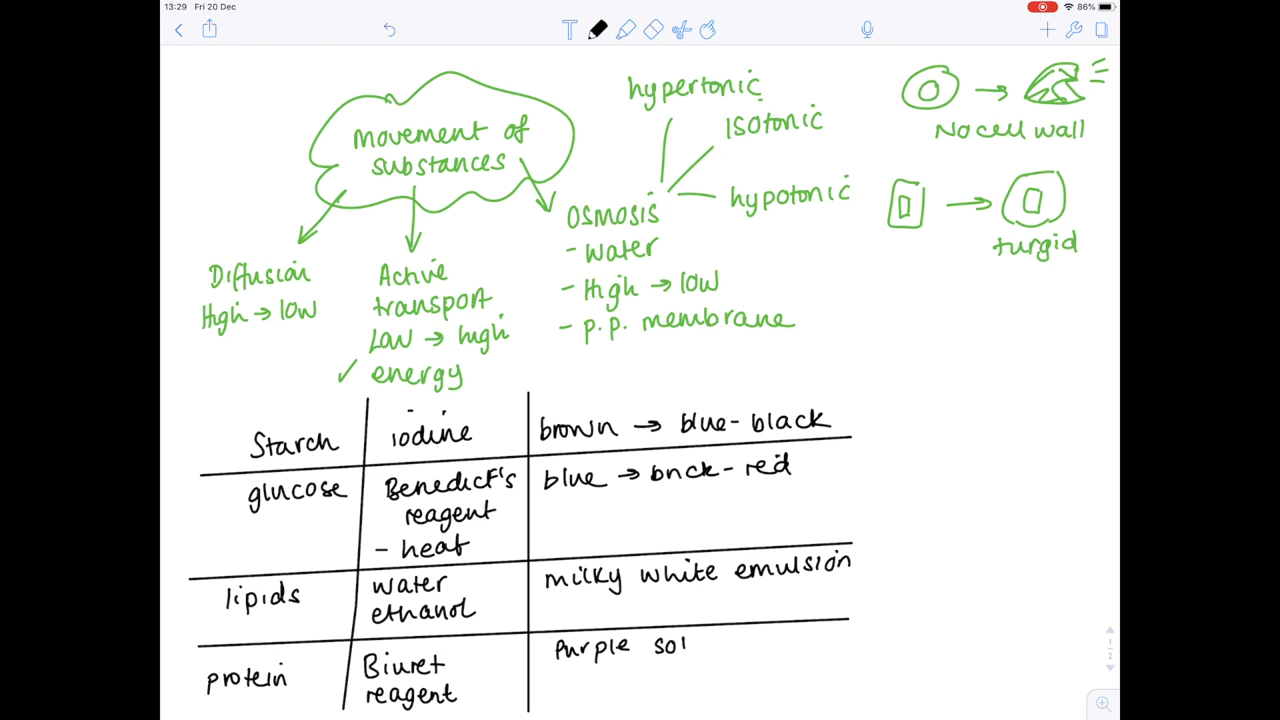 13:29 Fri 20 Dec
86%
T
movement of
substances
hypertonic
isotonic
hypotonic
No cell wall
turgid
Diffusion
High → low
Active
transport
Low → high
✓ energy
osmosis
- water
- High → low
- p.p. membrane
starch iodine brown → blue-black
glucose Benedict's reagent - heat blue → brick-red
lipids water ethanol milky white emulsion
protein Biuret reagent purple sol
1
2